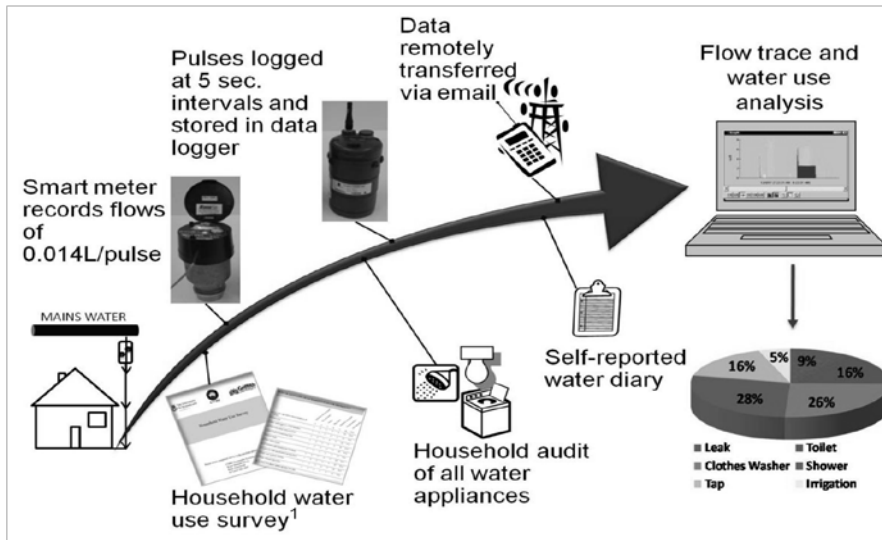 Pulses logged
at 5 sec.
intervals and
stored in data
logger
Data
remotely
transferred
via email
Flow trace and
water use
analysis
Smart meter
records flows
of
0.014L/pulse
MAINS WATER
Self-reported
water diary
Household audit
of all water
appliances
Household water
use survey1
5%
9%
16%
16%
28%
26%
Leak
Toilet
Clothes Washer
Shower
Tap
Irrigation